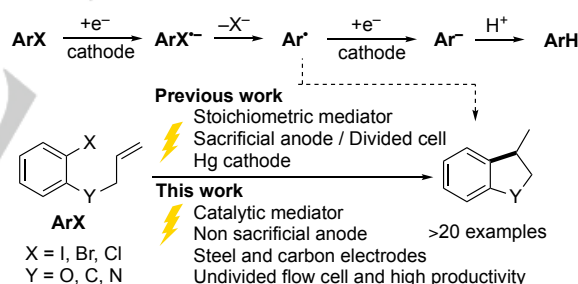 ArX +e⁻ cathode ArX•⁻ –X⁻ Ar• +e⁻ cathode Ar⁻ H⁺ ArH
Previous work
Stoichiometric mediator
Sacrificial anode / Divided cell
Hg cathode
X
Y
ArX
X = I, Br, Cl
Y = O, C, N
This work
Catalytic mediator
Non sacrificial anode
Steel and carbon electrodes
Undivided flow cell and high productivity
Y
>20 examples